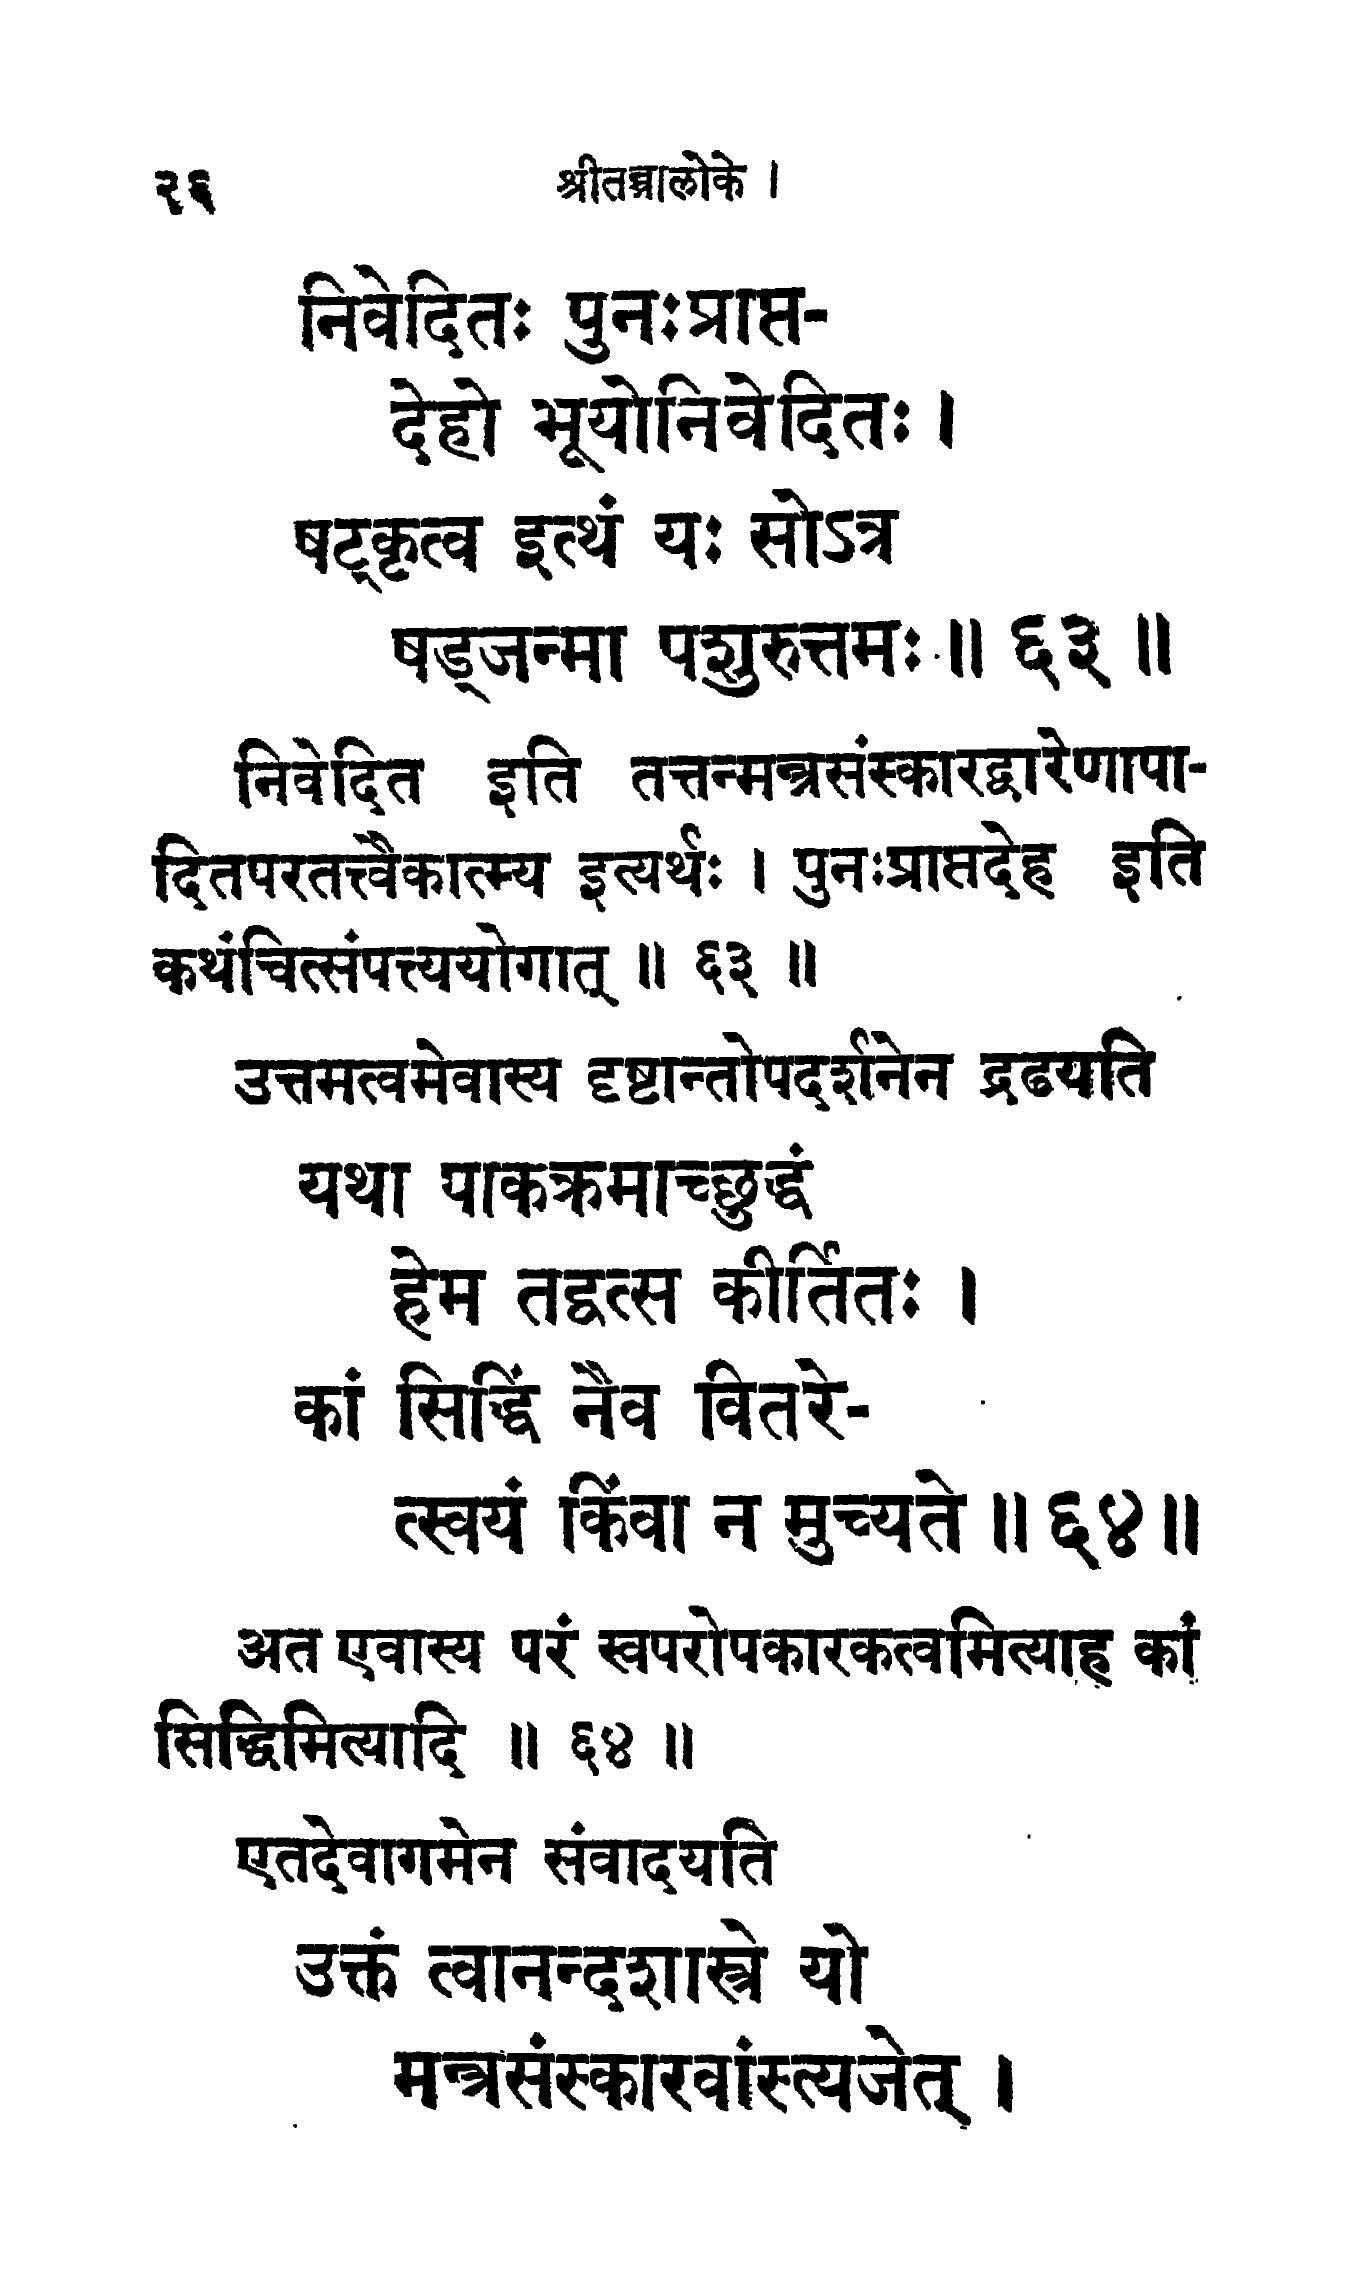 २६ श्रीतन्त्रालोके ।
निवेदितः पुनःप्राप्त-
देहो भूयोनिवेदितः ।
षट्कृत्व इत्थं यः सोऽत्र
षड्जन्मा पशुरुत्तमः ॥ ६३ ॥
निवेदित इति तत्तन्मन्त्रसंस्कारद्वारेणापा-
दितपरतत्त्वैकात्म्य इत्यर्थः । पुनःप्राप्तदेह इति
कथंचित्संपत्त्ययोगात् ॥ ६३ ॥
उत्तमत्वमेवास्य दृष्टान्तोपदर्शनेन द्रढयति
यथा पाकक्रमाच्छुद्धं
हेम तद्वत्स कीर्तितः ।
कां सिद्धिं नैव वितरे-
त्स्वयं किंवा न मुच्यते ॥ ६४ ॥
अत एवास्य परं स्वपरोपकारकत्वमित्याह कां
सिद्धिमित्यादि ॥ ६४ ॥
एतदेवागमेन संवादयति
उक्तं त्वानन्दशास्त्रे यो
मन्त्रसंस्कारवांस्त्यजेत् ।